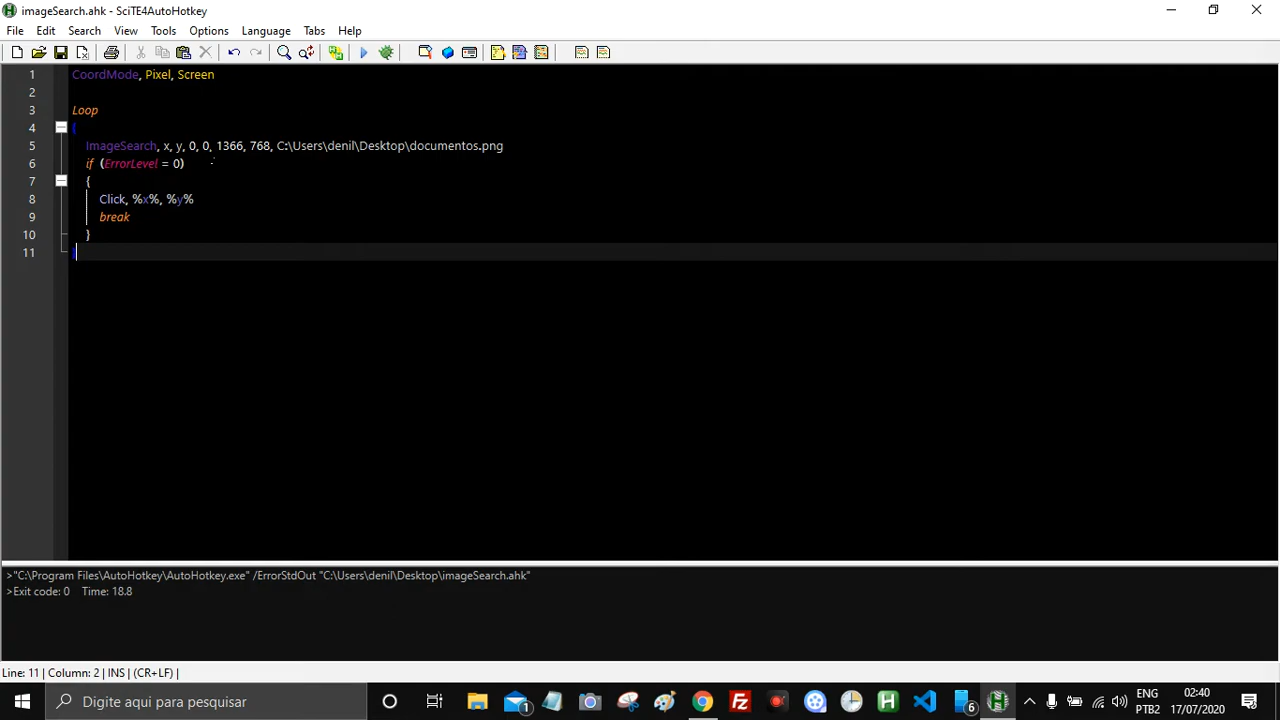 imageSearch.ahk - SciTE4AutoHotkey
File Edit Search View Tools Options Language Tabs Help
1 CoordMode, Pixel, Screen
2
3 Loop
4 {
5 ImageSearch, x, y, 0, 0, 1366, 768, C:\Users\denil\Desktop\documentos.png
6 if (ErrorLevel = 0)
7 {
8 Click, %x%, %y%
9 break
10 }
11 }
>"C:\Program Files\AutoHotkey\AutoHotkey.exe" /ErrorStdOut "C:\Users\denil\Desktop\imageSearch.ahk"
>Exit code: 0 Time: 18.8
Line: 11 | Column: 2 | INS | (CR+LF) |
Digite aqui para pesquisar
1
6
ENG
PTB2
02:40
17/07/2020